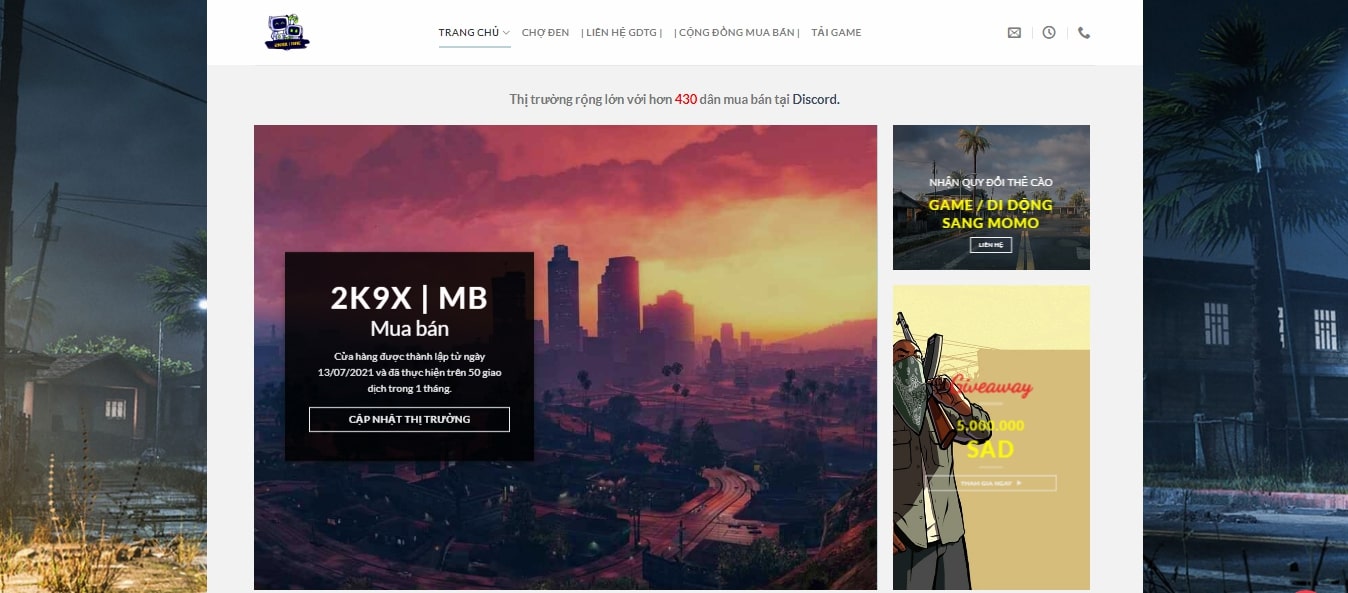 TRANG CHỦ
CHỢ ĐEN
| LIÊN HỆ GDTG |
| CỘNG ĐỒNG MUA BÁN |
TẢI GAME
Thị trường rộng lớn với hơn 430 dân mua bán tại Discord.
2K9X | MB
Mua bán
Cửa hàng được thành lập từ ngày
13/07/2021 và đã thực hiện trên 50 giao
dịch trong 1 tháng.
CẬP NHẬT THỊ TRƯỜNG
NHẬN QUY ĐỔI THẺ CÀO
GAME / DI DỘNG
SANG MOMO
LIÊN HỆ
Giveaway
5.000.000
SAD
THAM GIA NGAY